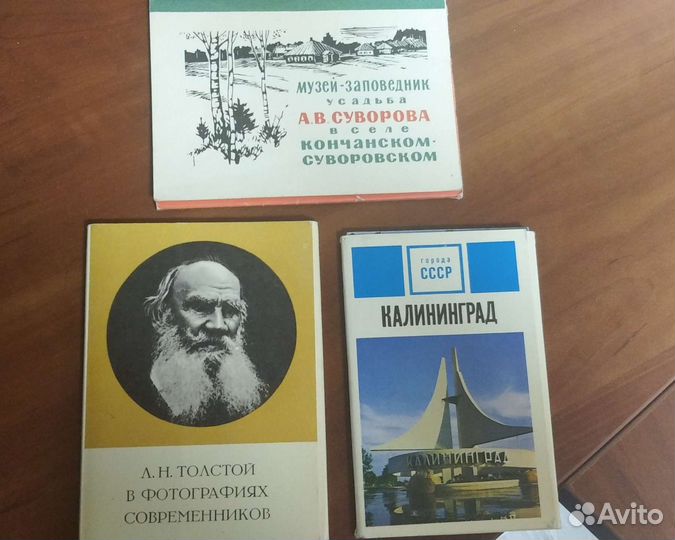 МУЗЕЙ-ЗАПОВЕДНИК
УСАДЬБА
А.В. СУВОРОВА
В СЕЛЕ
КОНЧАНСКОМ-
СУВОРОВСКОМ
Л.Н. ТОЛСТОЙ
В ФОТОГРАФИЯХ
СОВРЕМЕННИКОВ
города
СССР
КАЛИНИНГРАД
КАЛИНИНГРАД
Avito